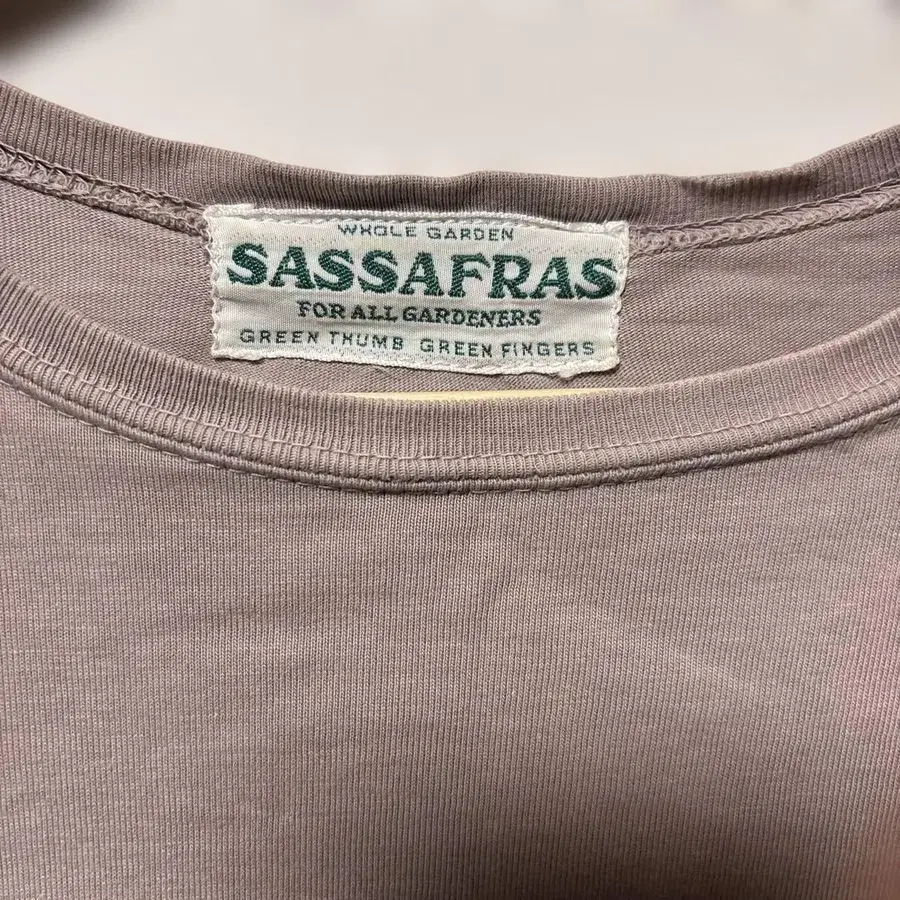 WHOLE GARDEN
SASSAFRAS
FOR ALL GARDENERS
GREEN THUMB GREEN FINGERS